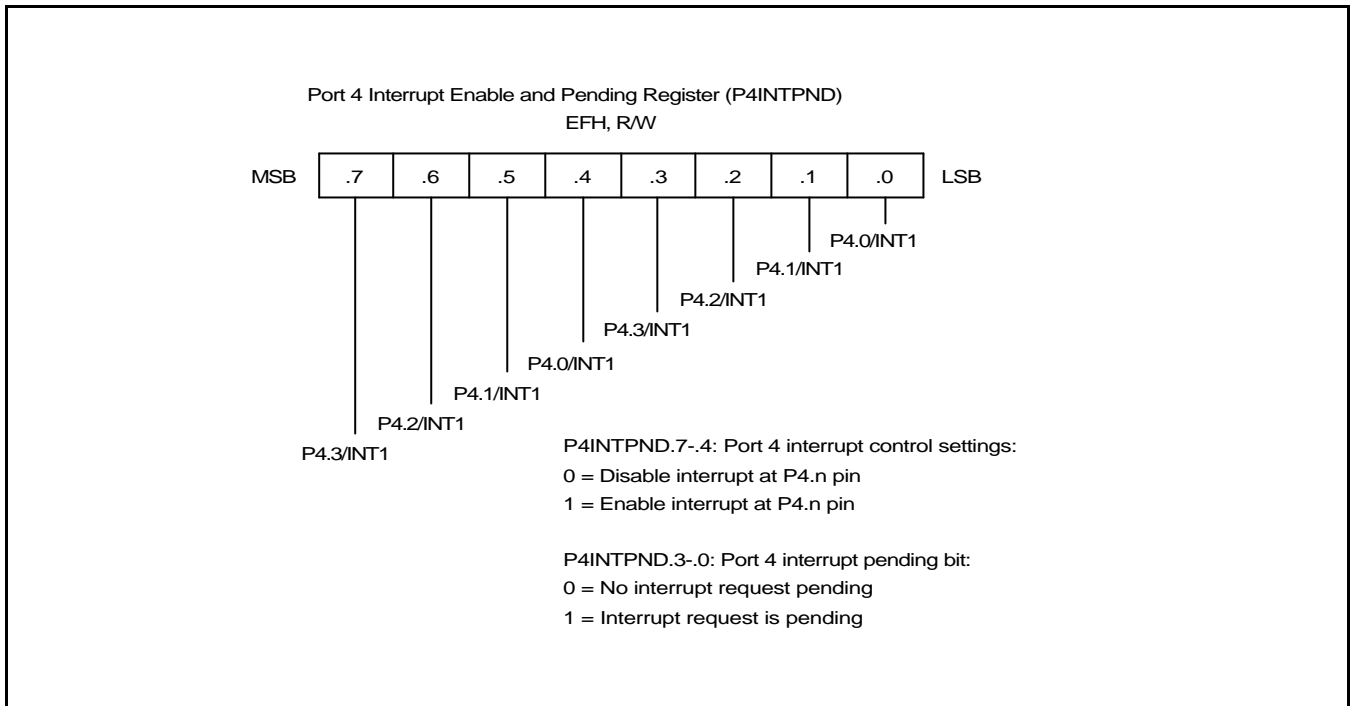 Port 4 Interrupt Enable and Pending Register (P4INTPND)
EFH, R/W
MSB .7 .6 .5 .4 .3 .2 .1 .0 LSB
P4.0/INT1
P4.1/INT1
P4.2/INT1
P4.3/INT1
P4.0/INT1
P4.1/INT1
P4.2/INT1
P4.3/INT1
P4INTPND.7-.4: Port 4 interrupt control settings:
0 = Disable interrupt at P4.n pin
1 = Enable interrupt at P4.n pin
P4INTPND.3-.0: Port 4 interrupt pending bit:
0 = No interrupt request pending
1 = Interrupt request is pending